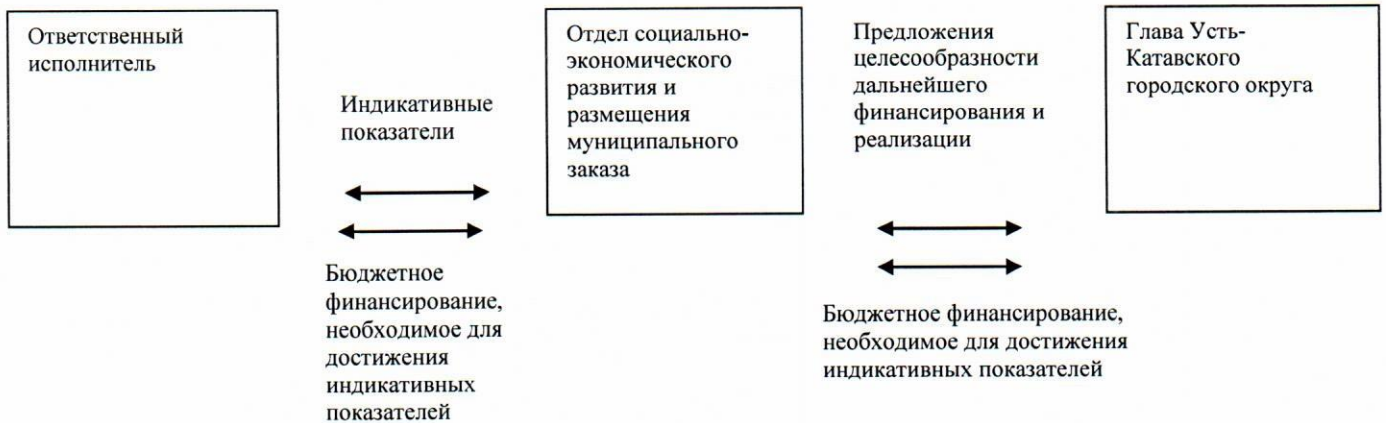 Ответственный
исполнитель
Индикативные
показатели
Бюджетное
финансирование,
необходимое для
достижения
индикативных
показателей
Отдел социально-
экономического
развития и
размещения
муниципального
заказа
Предложения
целесообразности
дальнейшего
финансирования и
реализации
Бюджетное финансирование,
необходимое для достижения
индикативных показателей
Глава Усть-
Катавского
городского округа